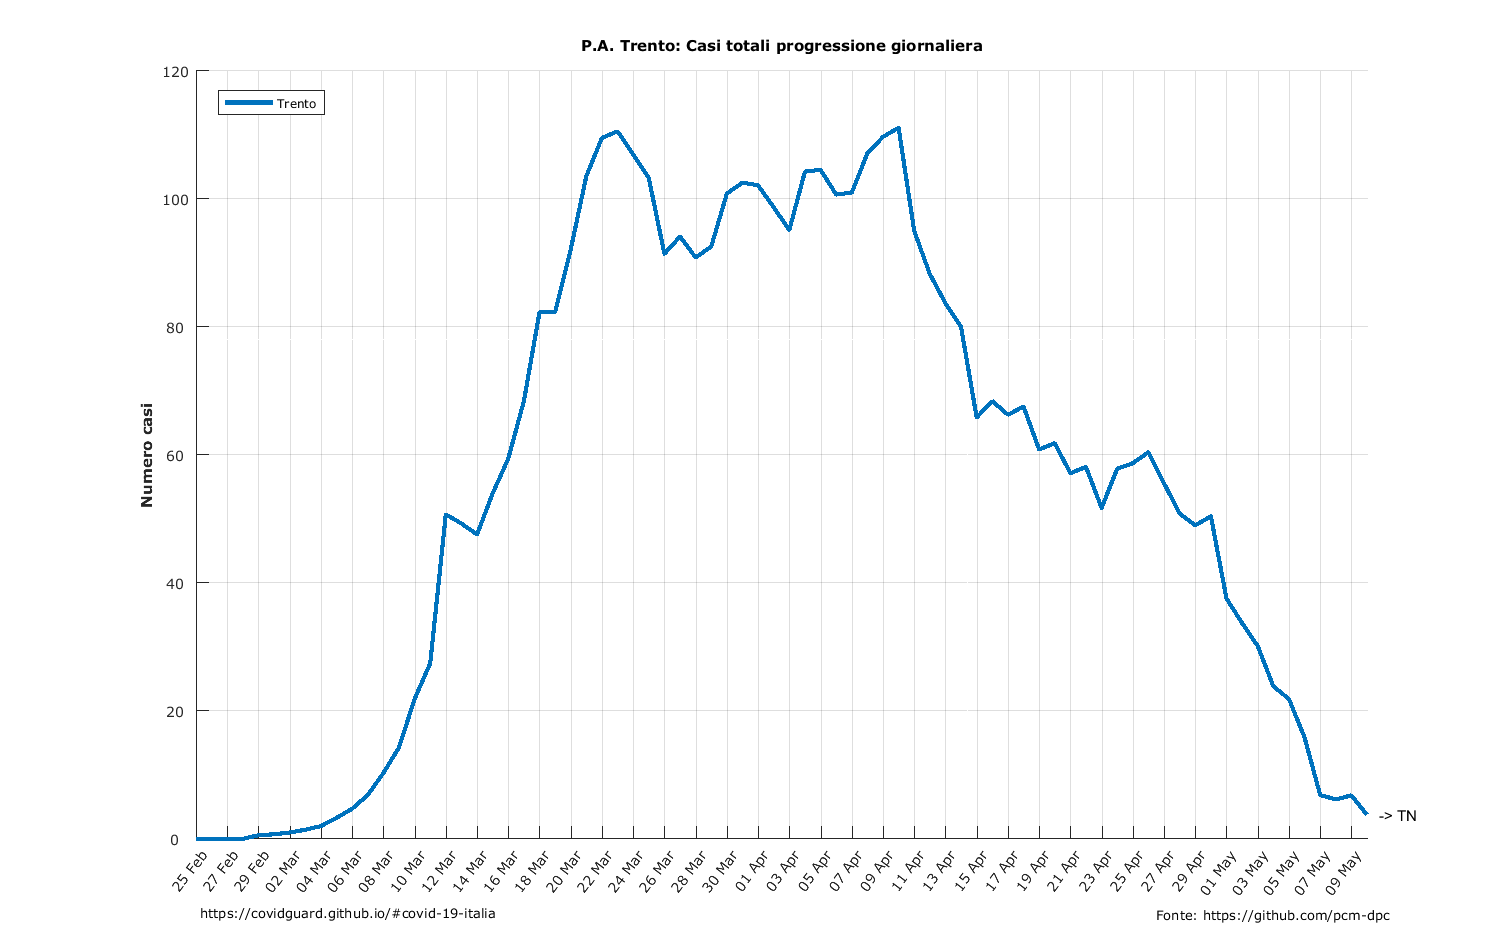 P.A. Trento: Casi totali progressione giornaliera
120
Trento
100
80
60
40
20
0
Numero casi
-> TN
25 Feb
27 Feb
29 Feb
02 Mar
04 Mar
06 Mar
08 Mar
10 Mar
12 Mar
14 Mar
16 Mar
18 Mar
20 Mar
22 Mar
24 Mar
26 Mar
28 Mar
30 Mar
01 Apr
03 Apr
05 Apr
07 Apr
09 Apr
11 Apr
13 Apr
15 Apr
17 Apr
19 Apr
21 Apr
23 Apr
25 Apr
27 Apr
29 Apr
01 May
03 May
05 May
07 May
09 May
https://covidguard.github.io/#covid-19-italia
Fonte: https://github.com/pcm-dpc